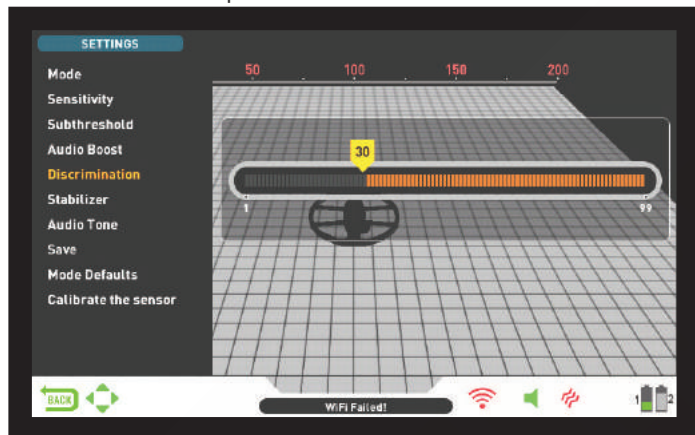 SETTINGS
Mode
Sensitivity
Subthreshold
Audio Boost
Discrimination
Stabilizer
Audio Tone
Save
Mode Defaults
Calibrate the sensor
50 100 150 200
30
1 99
BACK
WiFi Failed!
1 2